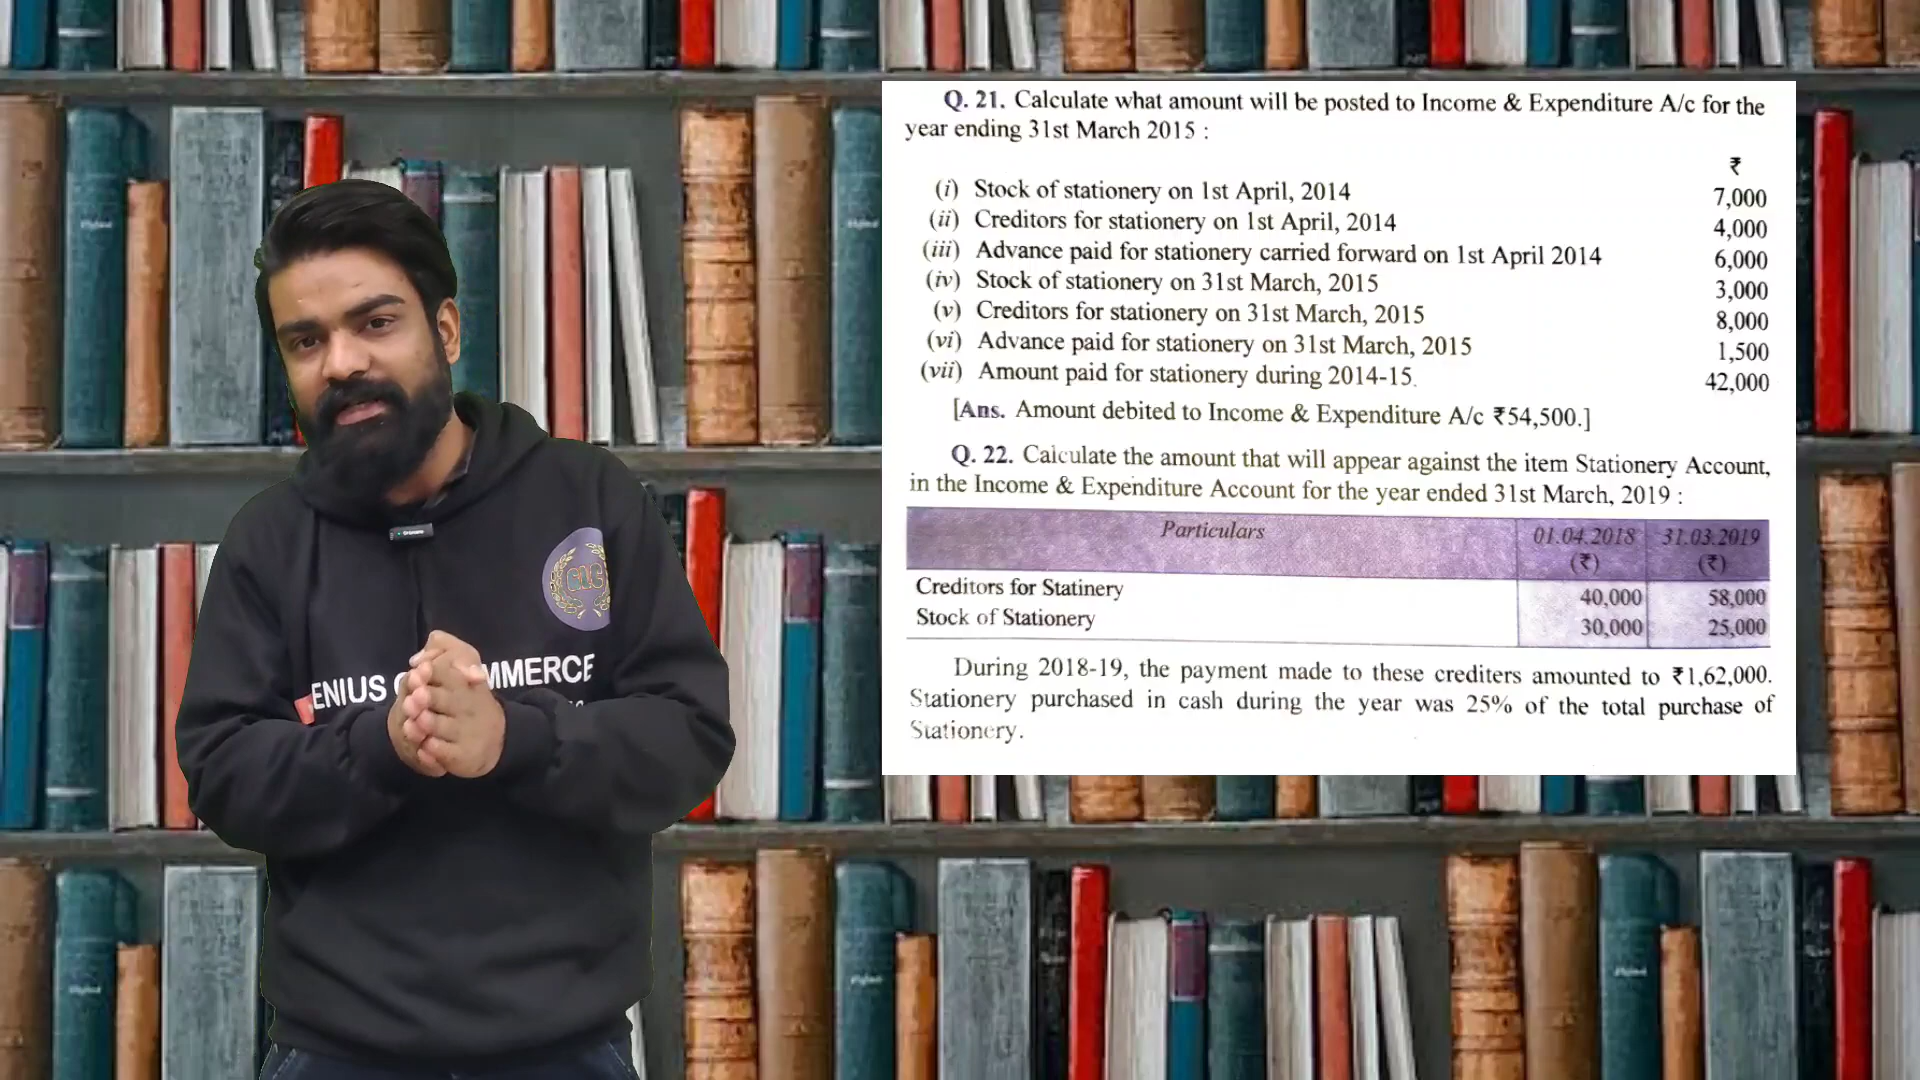 Q. 21. Calculate what amount will be posted to Income & Expenditure A/c for the
year ending 31st March 2015 :
₹
(i) Stock of stationery on 1st April, 2014 7,000
(ii) Creditors for stationery on 1st April, 2014 4,000
(iii) Advance paid for stationery carried forward on 1st April 2014 6,000
(iv) Stock of stationery on 31st March, 2015 3,000
(v) Creditors for stationery on 31st March, 2015 8,000
(vi) Advance paid for stationery on 31st March, 2015 1,500
(vii) Amount paid for stationery during 2014-15. 42,000
[Ans. Amount debited to Income & Expenditure A/c ₹54,500.]
Q. 22. Calculate the amount that will appear against the item Stationery Account,
in the Income & Expenditure Account for the year ended 31st March, 2019 :
Particulars 01.04.2018 31.03.2019
(₹) (₹)
Creditors for Statinery 40,000 58,000
Stock of Stationery 30,000 25,000
During 2018-19, the payment made to these crediters amounted to ₹1,62,000.
Stationery purchased in cash during the year was 25% of the total purchase of
Stationery.
ENIUS MMERCE